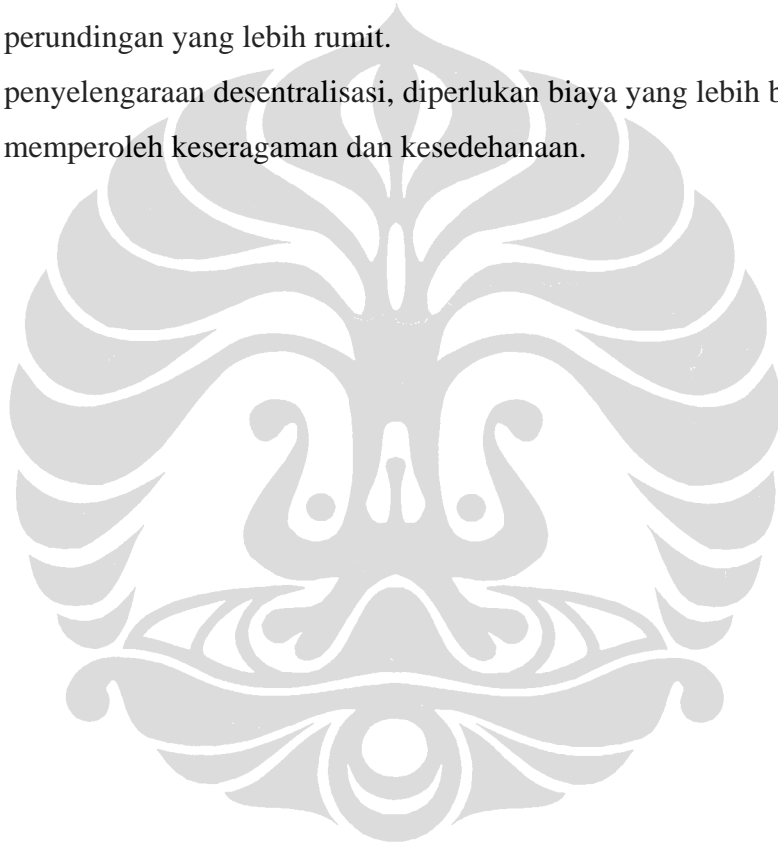 perundingan yang lebih rumit.
penyelengaraan desentralisasi, diperlukan biaya yang lebih
memperoleh keseragaman dan kesedehanaan.